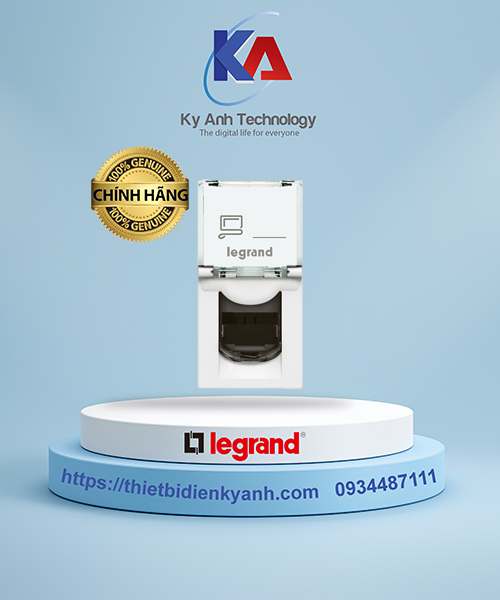 KA
Ky Anh Technology
The digital life for everyone
100% GENUINE
CHÍNH HÃNG
100% GENUINE
legrand
legrand®
https://thietbidienkyanh.com 0934487111